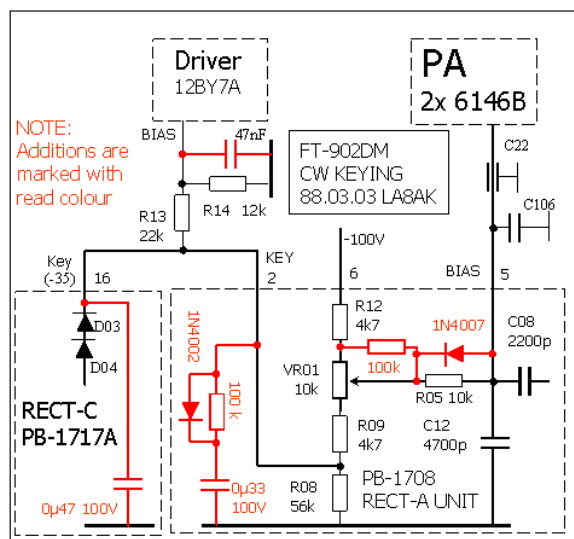 Driver
12BY7A
PA
2x 6146B
NOTE:
Additions are
marked with
read colour
BIAS
47nF
FT-902DM
CW KEYING
88.03.03 LA8AK
C22
C106
R14 12k
R13
22k
-100V
Key
(-35)
16
KEY
2
6
BIAS
5
D03
D04
1N4002
100 k
R12
4k7
1N4007
C08
2200p
100k
VR01
10k
R05 10k
RECT-C
PB-1717A
R09
4k7
C12
4700p
0µ47 100V
0µ33
100V
R08
56k
PB-1708
RECT-A UNIT